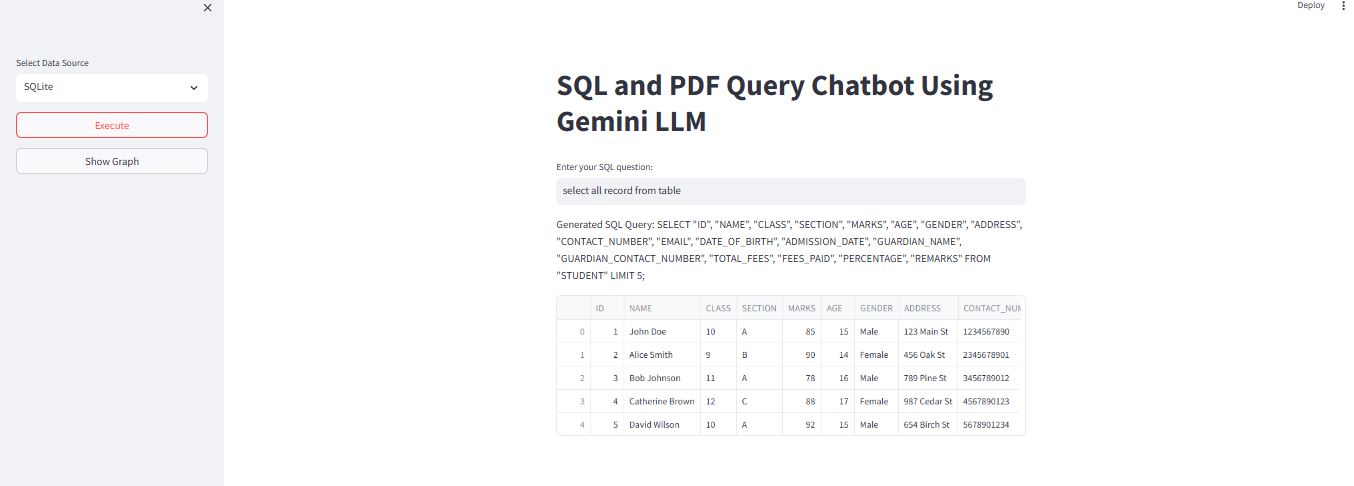 Deploy
Select Data Source
SQLite
Execute
Show Graph
SQL and PDF Query Chatbot Using
Gemini LLM
Enter your SQL question:
select all record from table
Generated SQL Query: SELECT "ID", "NAME", "CLASS", "SECTION", "MARKS", "AGE", "GENDER", "ADDRESS",
"CONTACT_NUMBER", "EMAIL", "DATE_OF_BIRTH", "ADMISSION_DATE", "GUARDIAN_NAME",
"GUARDIAN_CONTACT_NUMBER", "TOTAL_FEES", "FEES_PAID", "PERCENTAGE", "REMARKS" FROM
"STUDENT" LIMIT 5;
ID NAME CLASS SECTION MARKS AGE GENDER ADDRESS CONTACT_NUM
0 1 John Doe 10 A 85 15 Male 123 Main St 1234567890
1 2 Alice Smith 9 B 90 14 Female 456 Oak St 2345678901
2 3 Bob Johnson 11 A 78 16 Male 789 Pine St 3456789012
3 4 Catherine Brown 12 C 88 17 Female 987 Cedar St 4567890123
4 5 David Wilson 10 A 92 15 Male 654 Birch St 5678901234